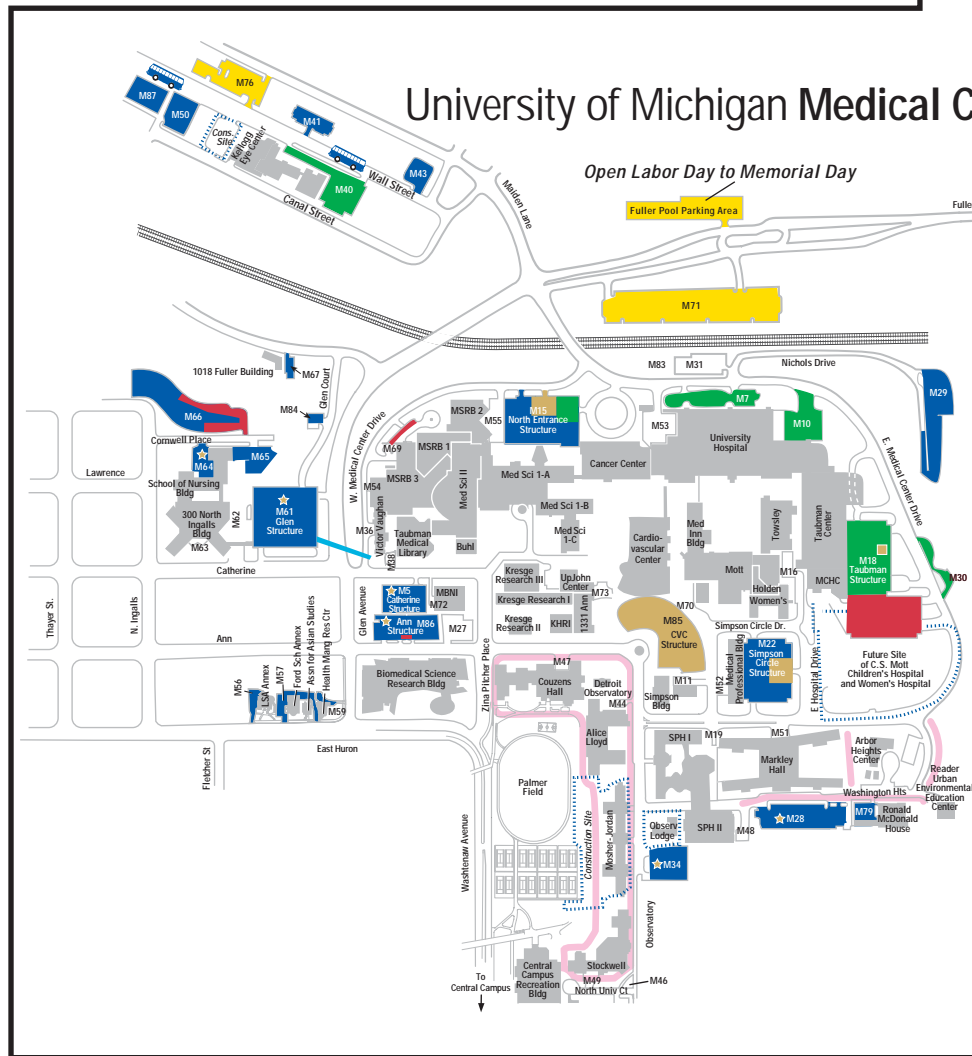 University of Michigan Medical C
Open Labor Day to Memorial Day
M76
M87
M50
M41
Cons.
Site
Kellogg
Eye Center
M43
Wall Street
M40
Canal Street
Maiden Lane
Fuller Pool Parking Area
Fuller
M71
1018 Fuller Building
M67
Glen Court
M83
M31
Nichols Drive
M84
M66
Cornwell Place
M65
M64
Lawrence
School of Nursing
Bldg
W. Medical Center Drive
M69
MSRB 2
MSRB 1
M55
M15
North Entrance
Structure
M53
M7
M10
M29
University
Hospital
E. Medical Center Drive
Cancer Center
MSRB 3
Med Sci II
Med Sci 1-A
M54
M61
Glen
Structure
300 North
Ingalls
Bldg
M62
M63
M36
Victor Vaughan
M38
Taubman
Medical
Library
Buhl
Med Sci 1-B
Med Sci
1-C
Cardio-
vascular
Center
Med
Inn
Bldg
Towsley
Taubman
Center
Mott
M16
Holden
Women's
MCHC
M18
Taubman
Structure
M30
Catherine
Thayer St.
N. Ingalls
Glen Avenue
M5
Catherine
Structure
MBNI
M72
Ann
Structure
M86
M27
Kresge
Research III
UpJohn
Center
M73
Kresge Research I
Kresge
Research II
KHRI
1331 Ann
M70
M85
CVC
Structure
Simpson Circle Dr.
Ann
LSA Annex
M56
M57
Ford Sch Annex
Assn for Asian Studies
Health Mang Res Ctr
M59
Biomedical Science
Research Bldg
Zina Pitcher Place
M47
Couzens
Hall
Detroit
Observatory
M44
Simpson
Bldg
M11
M52
Medical
Professional Bldg
M22
Simpson
Circle
Structure
E Hospital Drive
Future Site
of C.S. Mott
Children's Hospital
and Women's Hospital
Fletcher St
East Huron
Alice
Lloyd
SPH I
M19
M51
Markley
Hall
Arbor
Heights
Center
Reader
Urban
Environmental
Education
Center
Washington Hts
Palmer
Field
Washtenaw Avenue
Construction Site
Mosher-Jordan
Observ
Lodge
SPH II
M48
M28
M79
Ronald
McDonald
House
M34
Observatory
To
Central Campus
Central
Campus
Recreation
Bldg
Stockwell
M49
North Univ Ct
M46